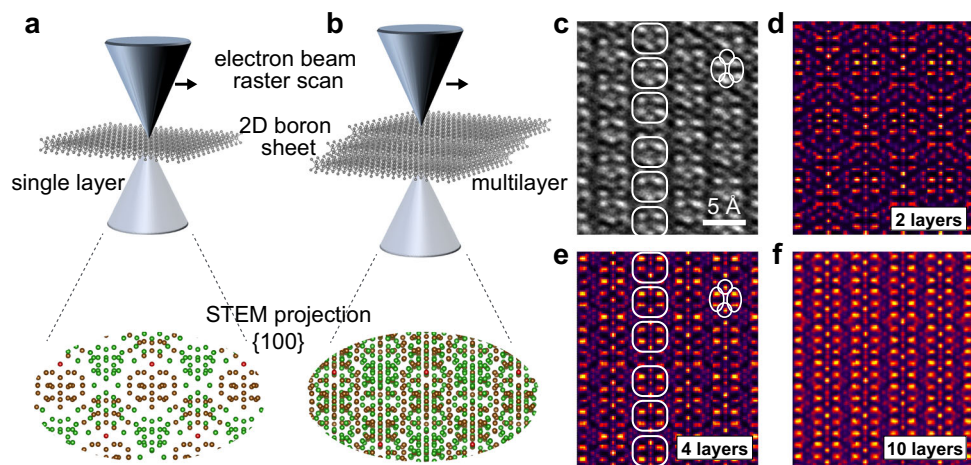 a
b
electron beam
raster scan
2D boron
sheet
single layer
multilayer
STEM projection
{100}
c
5 Å
d
2 layers
e
4 layers
f
10 layers